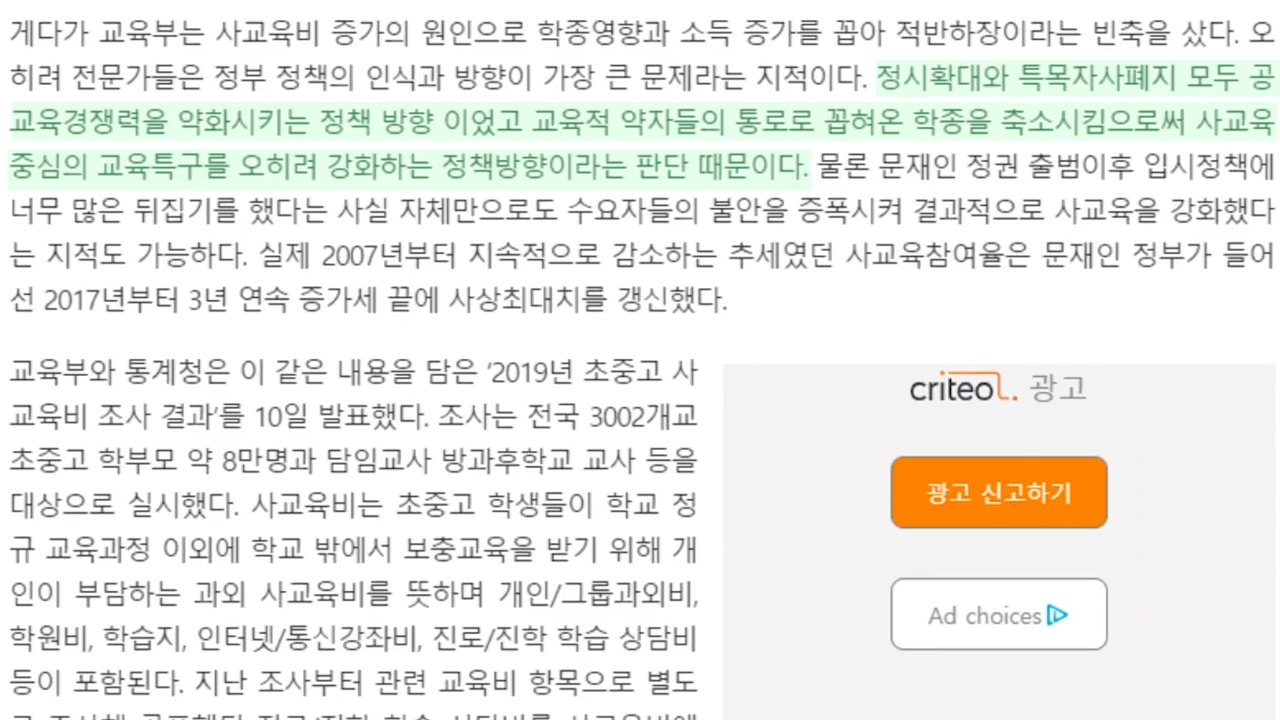 게다가 교육부는 사교육비 증가의 원인으로 학종영향과 소득 증가를 꼽아 적반하장이라는 빈축을 샀다. 오
히려 전문가들은 정부 정책의 인식과 방향이 가장 큰 문제라는 지적이다. 정시확대와 특목자사폐지 모두 공
교육경쟁력을 약화시키는 정책 방향 이었고 교육적 약자들의 통로로 꼽혀온 학종을 축소시킴으로써 사교육
중심의 교육특구를 오히려 강화하는 정책방향이라는 판단 때문이다. 물론 문재인 정권 출범이후 입시정책에
너무 많은 뒤집기를 했다는 사실 자체만으로도 수요자들의 불안을 증폭시켜 결과적으로 사교육을 강화했다
는 지적도 가능하다. 실제 2007년부터 지속적으로 감소하는 추세였던 사교육참여율은 문재인 정부가 들어
선 2017년부터 3년 연속 증가세 끝에 사상최대치를 갱신했다.
교육부와 통계청은 이 같은 내용을 담은 '2019년 초중고 사
교육비 조사 결과'를 10일 발표했다. 조사는 전국 3002개교
초중고 학부모 약 8만명과 담임교사 방과후학교 교사 등을
대상으로 실시했다. 사교육비는 초중고 학생들이 학교 정
규 교육과정 이외에 학교 밖에서 보충교육을 받기 위해 개
인이 부담하는 과외 사교육비를 뜻하며 개인/그룹과외비,
학원비, 학습지, 인터넷/통신강좌비, 진로/진학 학습 상담비
등이 포함된다. 지난 조사부터 관련 교육비 항목으로 별도
criteo. 광고
광고 신고하기
Ad choices